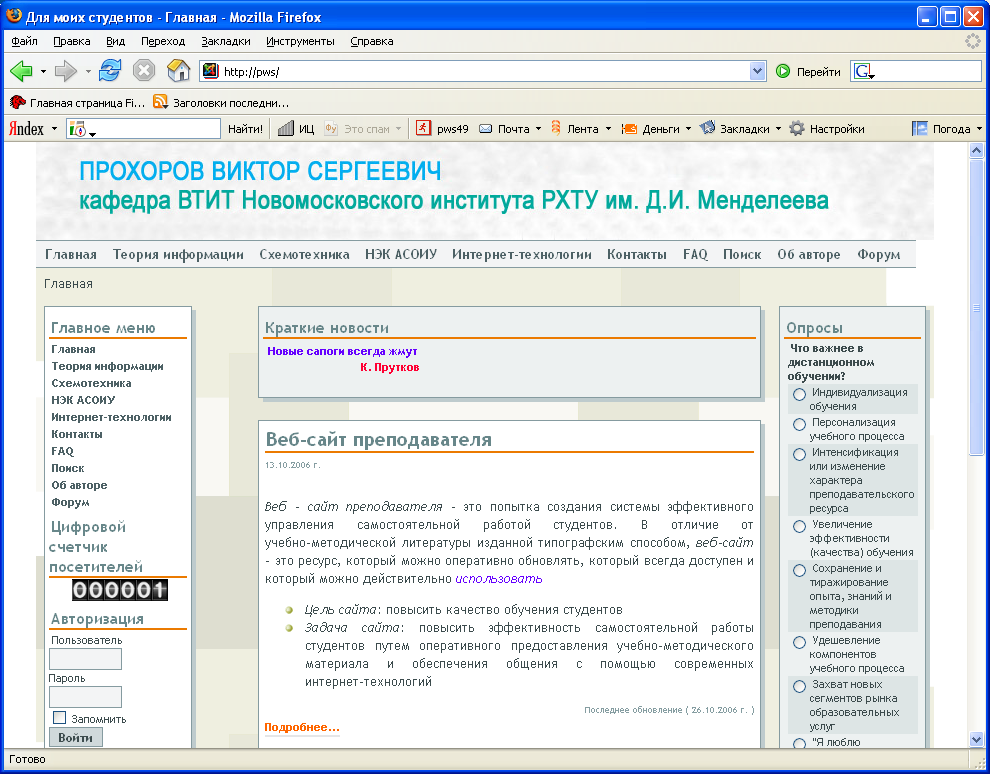 Для моих студентов - Главная - Mozilla Firefox
Файл Правка Вид Переход Закладки Инструменты Справка
http://pws/ Перейти G
Главная страница Fi... Заголовки последни...
Яndex Найти! ИЦ Это спам pws49 Почта Лента Деньги Закладки Настройки Погода
ПРОХОРОВ ВИКТОР СЕРГЕЕВИЧ
кафедра ВТИТ Новомосковского института РХТУ им. Д.И. Менделеева
Главная Теория информации Схемотехника НЭК АСОИУ Интернет-технологии Контакты FAQ Поиск Об авторе Форум
Главная
Главное меню
Главная
Теория информации
Схемотехника
НЭК АСОИУ
Интернет-технологии
Контакты
FAQ
Поиск
Об авторе
Форум
Цифровой
счетчик
посетителей
000001
Авторизация
Пользователь
Пароль
Запомнить
Войти
Краткие новости
Новые сапоги всегда жмут
К. Прутков
Веб-сайт преподавателя
13.10.2006 г.
Веб - сайт преподавателя - это попытка создания системы эффективного
управления самостоятельной работой студентов. В отличие от
учебно-методической литературы изданной типографским способом, веб-сайт
- это ресурс, который можно оперативно обновлять, который всегда доступен и
который можно действительно использовать
Цель сайта: повысить качество обучения студентов
Задача сайта: повысить эффективность самостоятельной работы
студентов путем оперативного предоставления учебно-методического
материала и обеспечения общения с помощью современных
интернет-технологий
Последнее обновление ( 26.10.2006 г. )
Подробнее...
Опросы
Что важнее в
дистанционном
обучении?
Индивидуализация
обучения
Персонализация
учебного процесса
Интенсификация
или изменение
характера
преподавательского
ресурса
Увеличение
эффективности
(качества) обучения
Сохранение и
тиражирование
опыта, знаний и
методики
преподавания
Удешевление
компонентов
учебного процесса
Захват новых
сегментов рынка
образовательных
услуг
"Я люблю
Готово